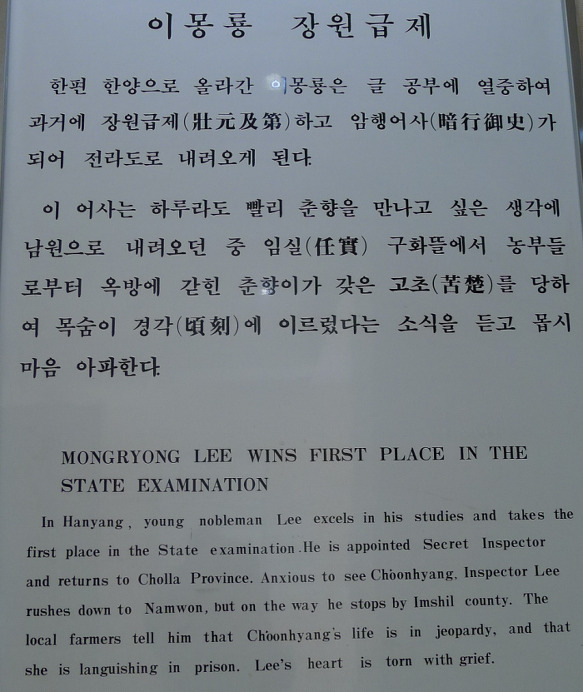 이몽룡 장원급제
한편 한양으로 올라간 이몽룡은 글 공부에 열중하여
과거에 장원급제(壯元及第)하고 암행어사(暗行御史)가
되어 전라도로 내려오게 된다.
이 어사는 하루라도 빨리 춘향을 만나고 싶은 생각에
남원으로 내려오던 중 임실(任實) 구화뜰에서 농부들
로부터 옥방에 갇힌 춘향이가 갖은 고초(苦楚)를 당하
여 목숨이 경각(頃刻)에 이르렀다는 소식을 듣고 몹시
마음 아파한다.
MONGRYONG LEE WINS FIRST PLACE IN THE
STATE EXAMINATION
In Hanyang, young nobleman Lee excels in his studies and takes the
first place in the State examination.He is appointed Secret Inspector
and returns to Cholla Province. Anxious to see Choonhyang, Inspector Lee
rushes down to Namwon, but on the way he stops by Imshil county. The
local farmers tell him that Choonhyang's life is in jeopardy, and that
she is languishing in prison. Lee's heart is torn with grief.